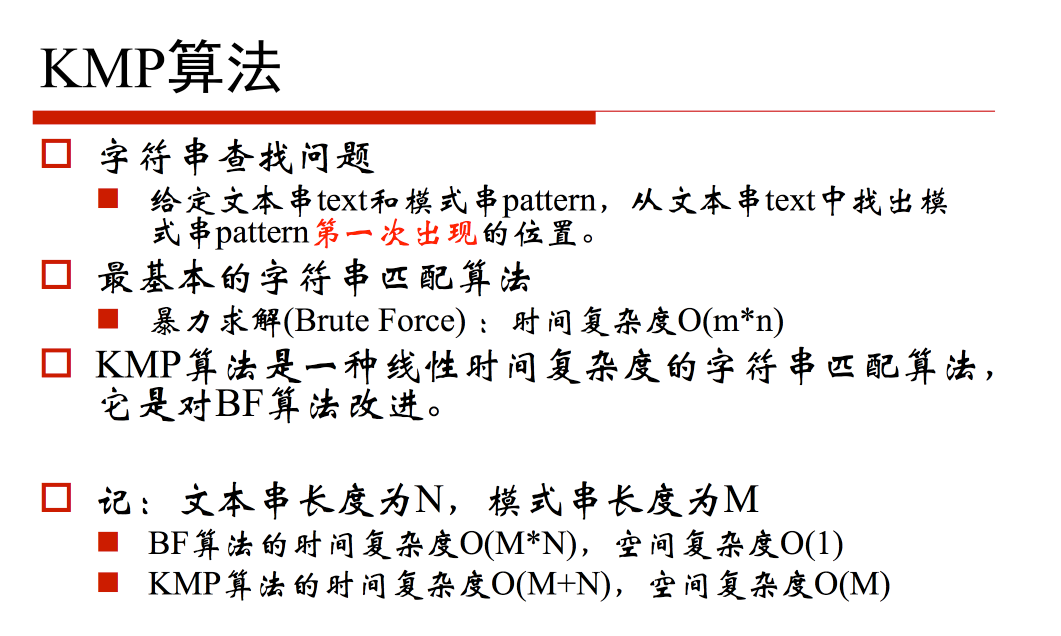 KMP算法
字符串查找问题
给定文本串text和模式串pattern，从文本串text中找出模
式串pattern第一次出现的位置。
最基本的字符串匹配算法
暴力求解(Brute Force) ：时间复杂度O(m*n)
KMP算法是一种线性时间复杂度的字符串匹配算法，
它是对BF算法改进。
记：文本串长度为N，模式串长度为M
BF算法的时间复杂度O(M*N)，空间复杂度O(1)
KMP算法的时间复杂度O(M+N)，空间复杂度O(M)